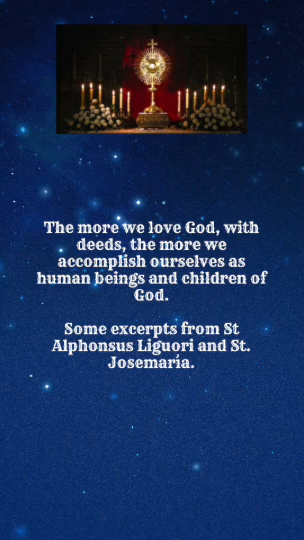 The more we love God, with
deeds, the more we
accomplish ourselves as
human beings and children of
God.
Some excerpts from St
Alphonsus Liguori and St.
Josemaría.